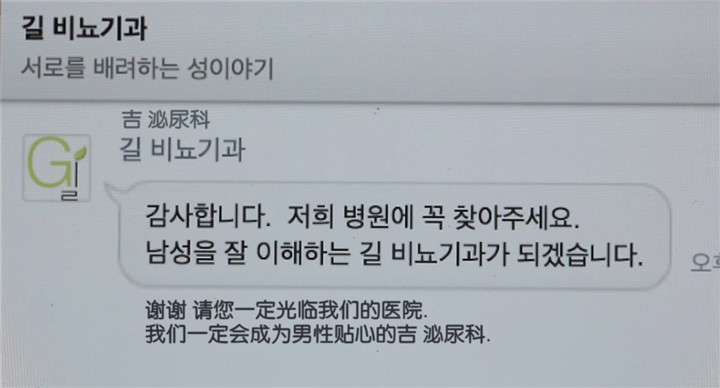 길 비뇨기과
서로를 배려하는 성이야기
吉 泌尿科
길 비뇨기과
Gil
ㄹ
감사합니다. 저희 병원에 꼭 찾아주세요.
남성을 잘 이해하는 길 비뇨기과가 되겠습니다.
오후
谢谢 请您一定光临我们的医院.
我们一定会成为男性贴心的吉 泌尿科.